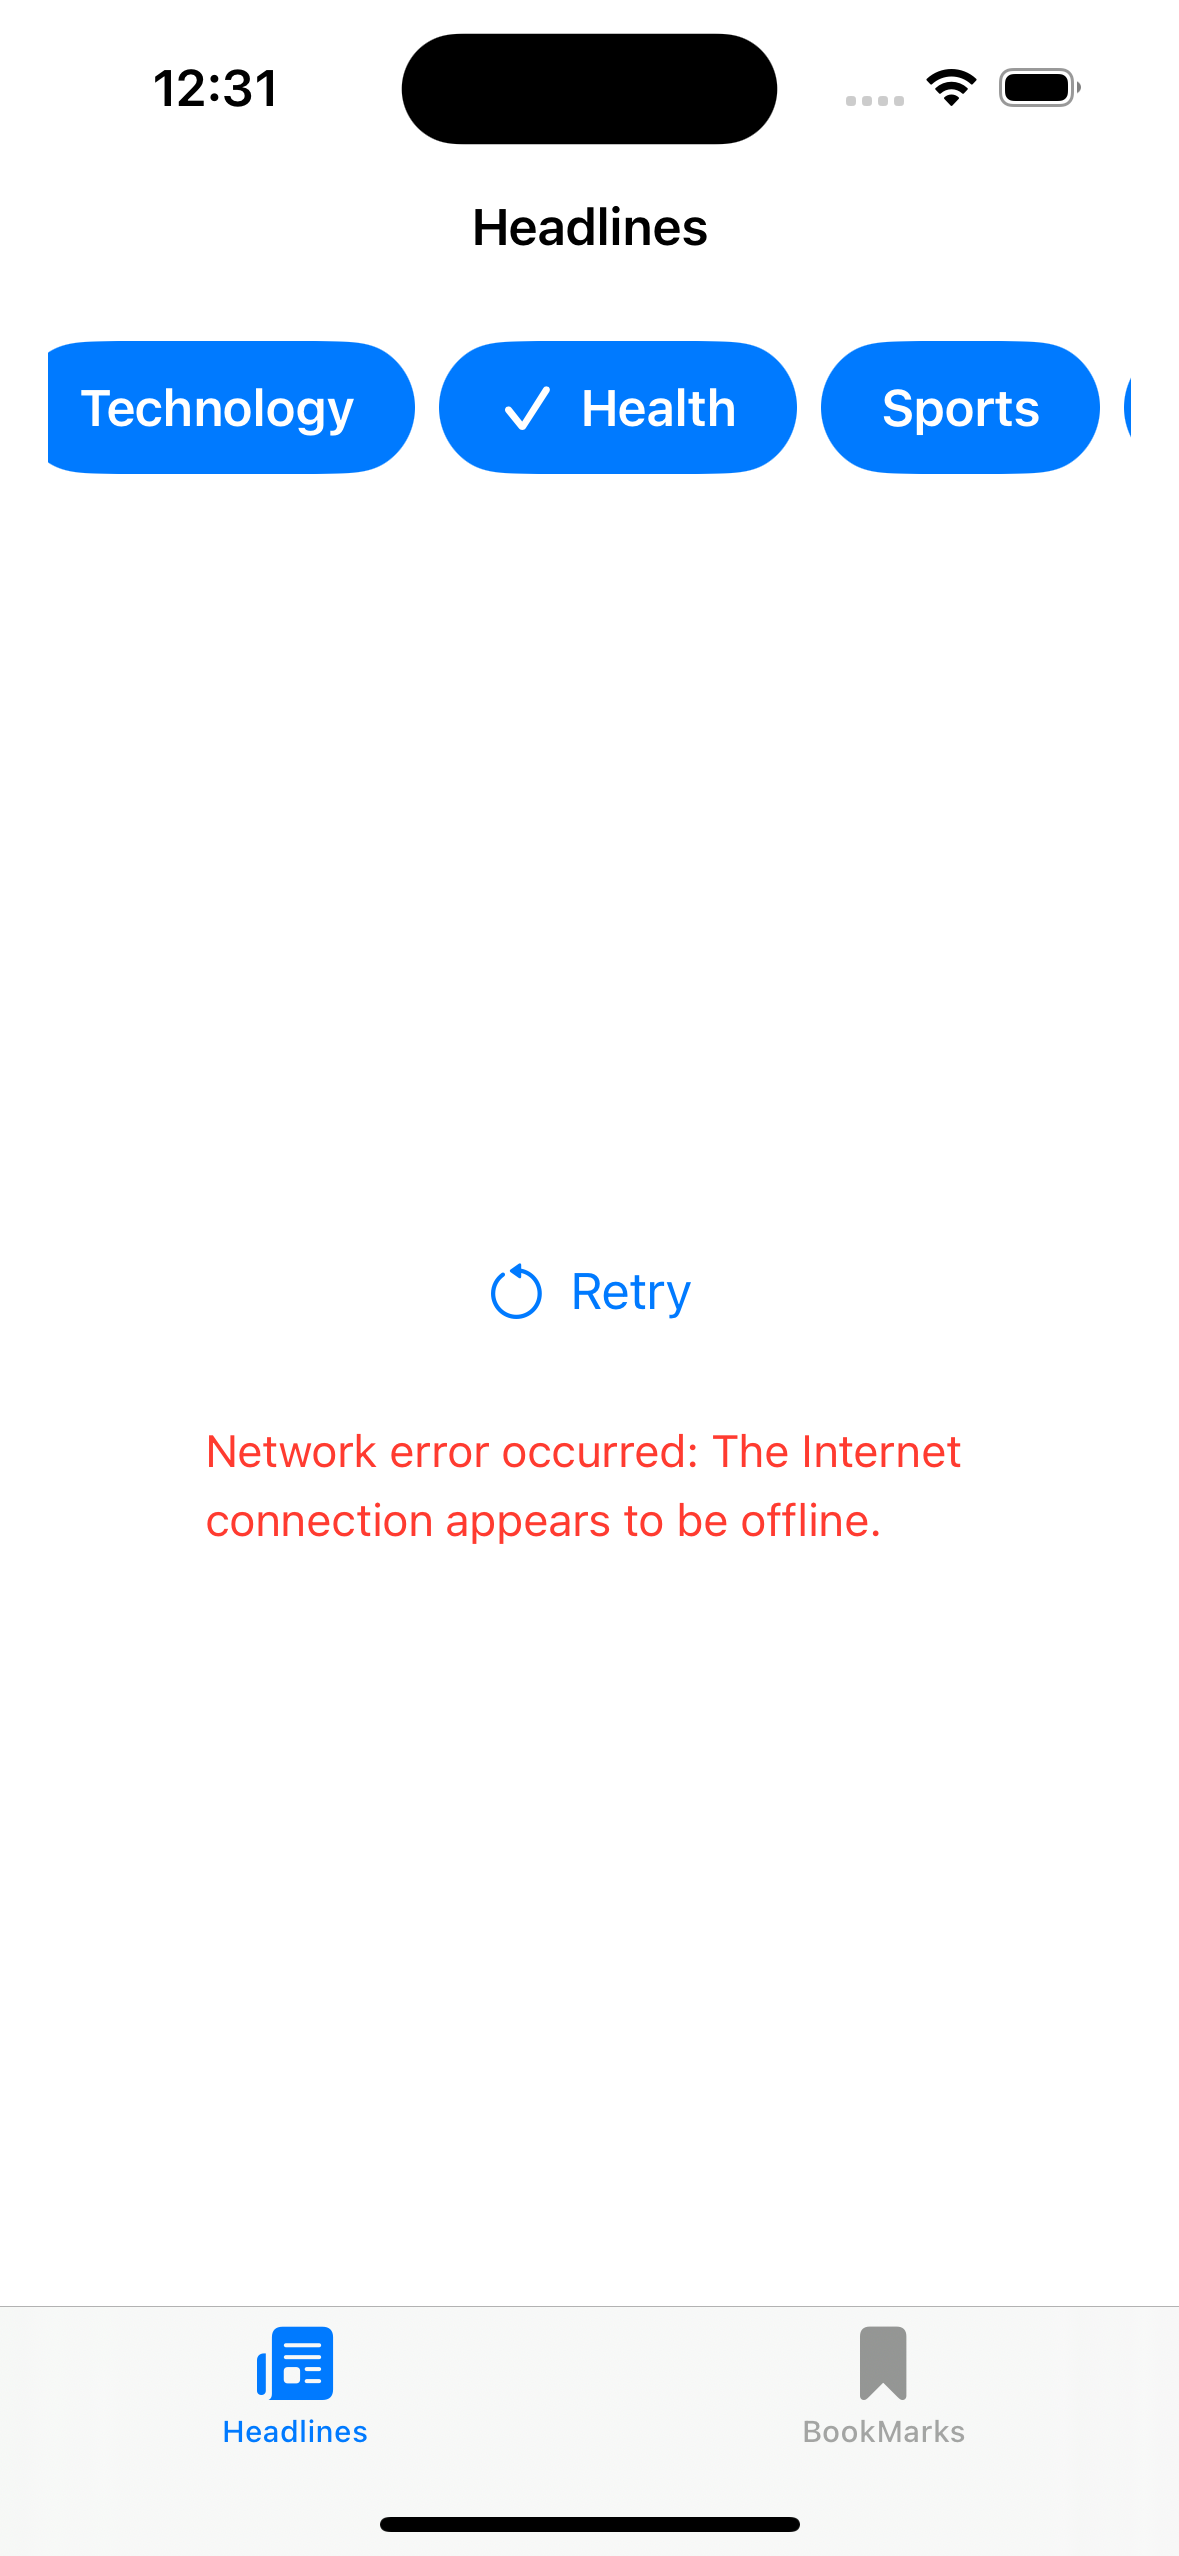 12:31
Headlines
Technology
Health
Sports
Retry
Network error occurred: The Internet
connection appears to be offline.
Headlines
BookMarks